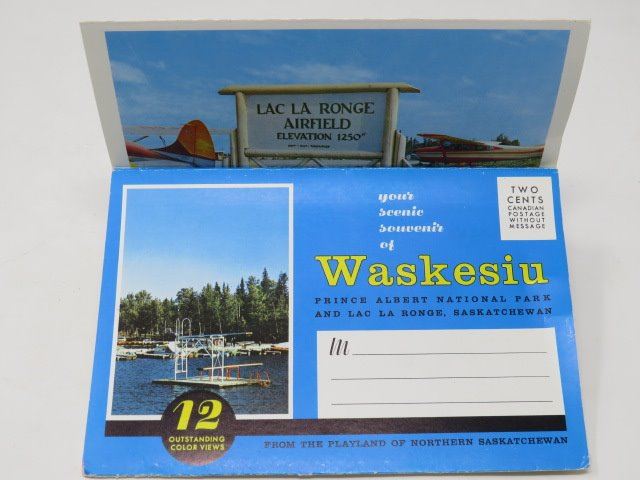 LAC LA RONGE
AIRFIELD
ELEVATION 1250"
your
scenic
souvenir
of
TWO
CENTS
CANADIAN
POSTAGE
WITHOUT
MESSAGE
Waskesiu
PRINCE ALBERT NATIONAL PARK
AND LAC LA RONGE, SASKATCHEWAN
M
12
OUTSTANDING
COLOR VIEWS
FROM THE PLAYLAND OF NORTHERN SASKATCHEWAN